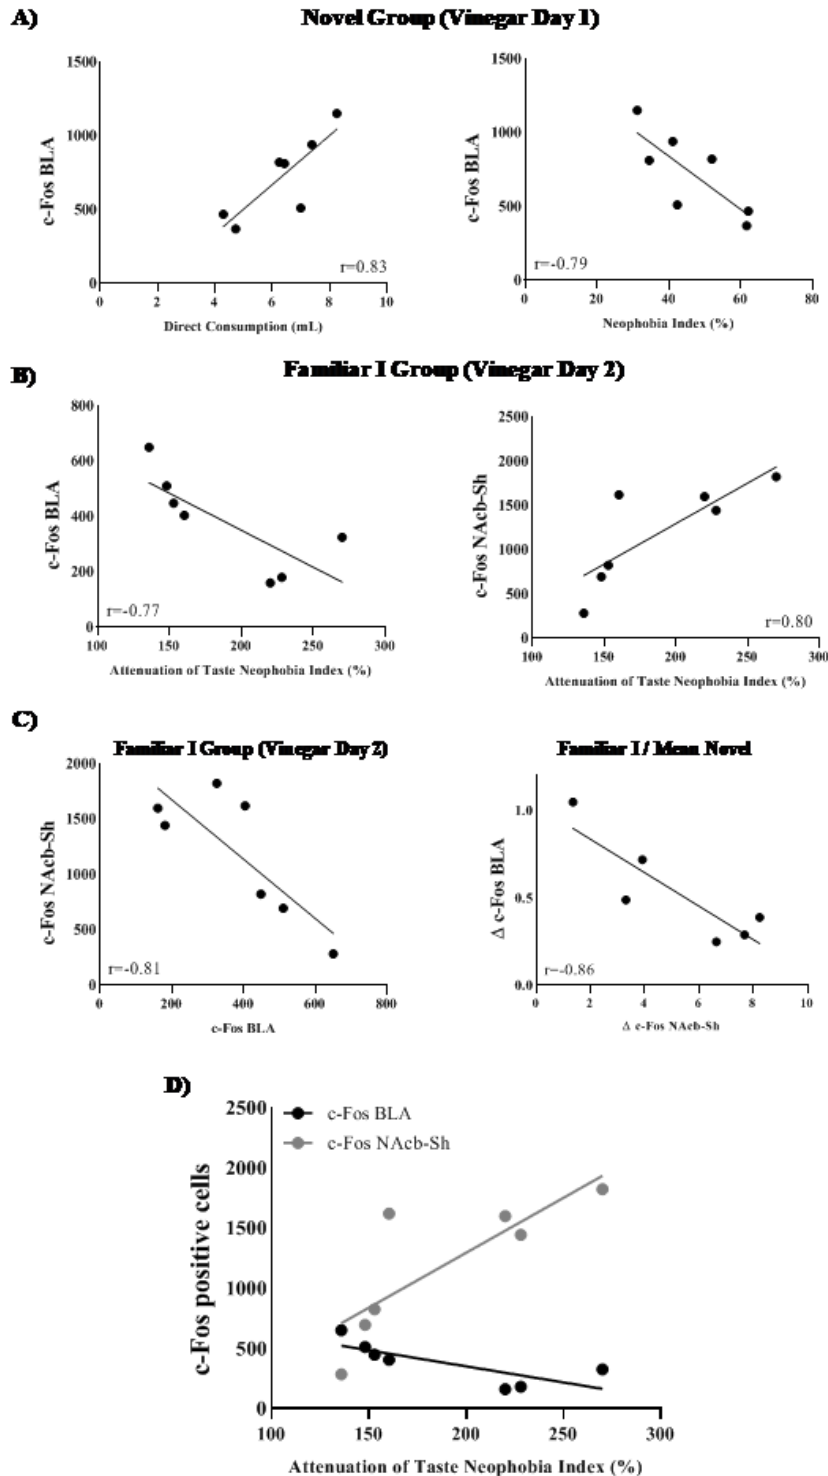 A)
Novel Group (Vinegar Day 1)
1500
1000
500
0
c-Fos BLA
r=0.83
0 2 4 6 8 10
Direct Consumption (mL)
1500
1000
500
0
c-Fos BLA
r=-0.79
0 20 40 60 80
Neophobia Index (%)
B)
Familiar I Group (Vinegar Day 2)
800
600
400
200
0
c-Fos BLA
r=-0.77
100 150 200 250 300
Attenuation of Taste Neophobia Index (%)
2500
2000
1500
1000
500
0
c-Fos NAcb-Sh
r=0.80
100 150 200 250 300
Attenuation of Taste Neophobia Index (%)
C)
Familiar I Group (Vinegar Day 2)
2000
1500
1000
500
0
c-Fos NAcb-Sh
r=-0.81
0 200 400 600 800
c-Fos BLA
Familiar I / Mean Novel
1.0
0.5
0.0
Δ c-Fos BLA
r=-0.86
0 2 4 6 8 10
Δ c-Fos NAcb-Sh
D)
c-Fos BLA
c-Fos NAcb-Sh
2500
2000
1500
1000
500
0
c-Fos positive cells
100 150 200 250 300
Attenuation of Taste Neophobia Index (%)